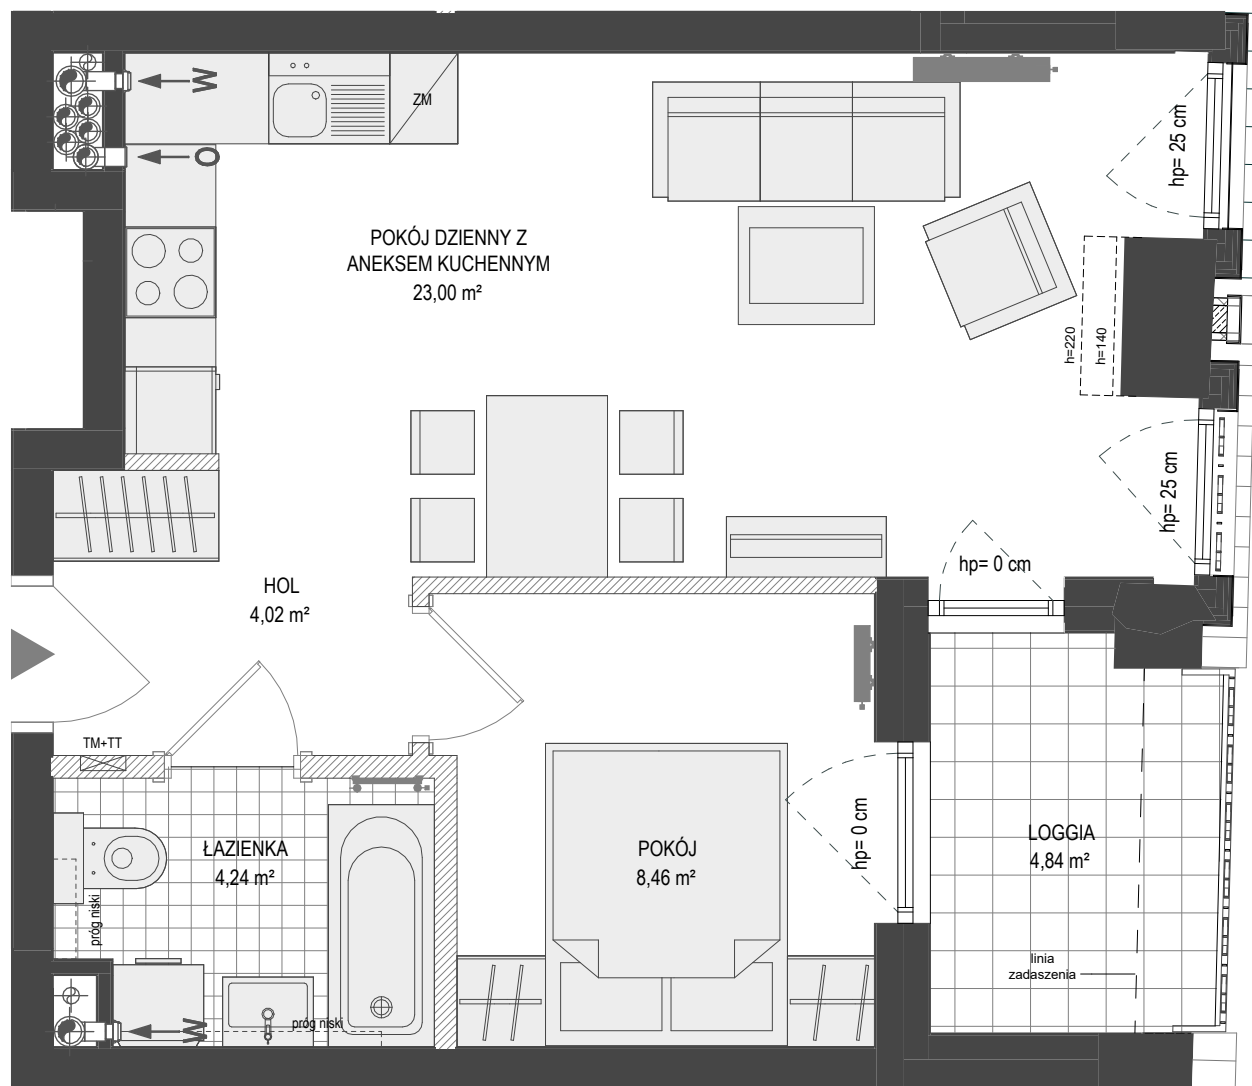 W
ZM
O
hp= 25 cm
POKÓJ DZIENNY Z
ANEKSEM KUCHENNYM
23,00 m²
h=220
h=140
hp= 25 cm
hp= 0 cm
HOL
4,02 m²
TM+TT
ŁAZIENKA
4,24 m²
próg niski
POKÓJ
8,46 m²
hp= 0 cm
LOGGIA
4,84 m²
linia
zadaszenia
W
próg niski